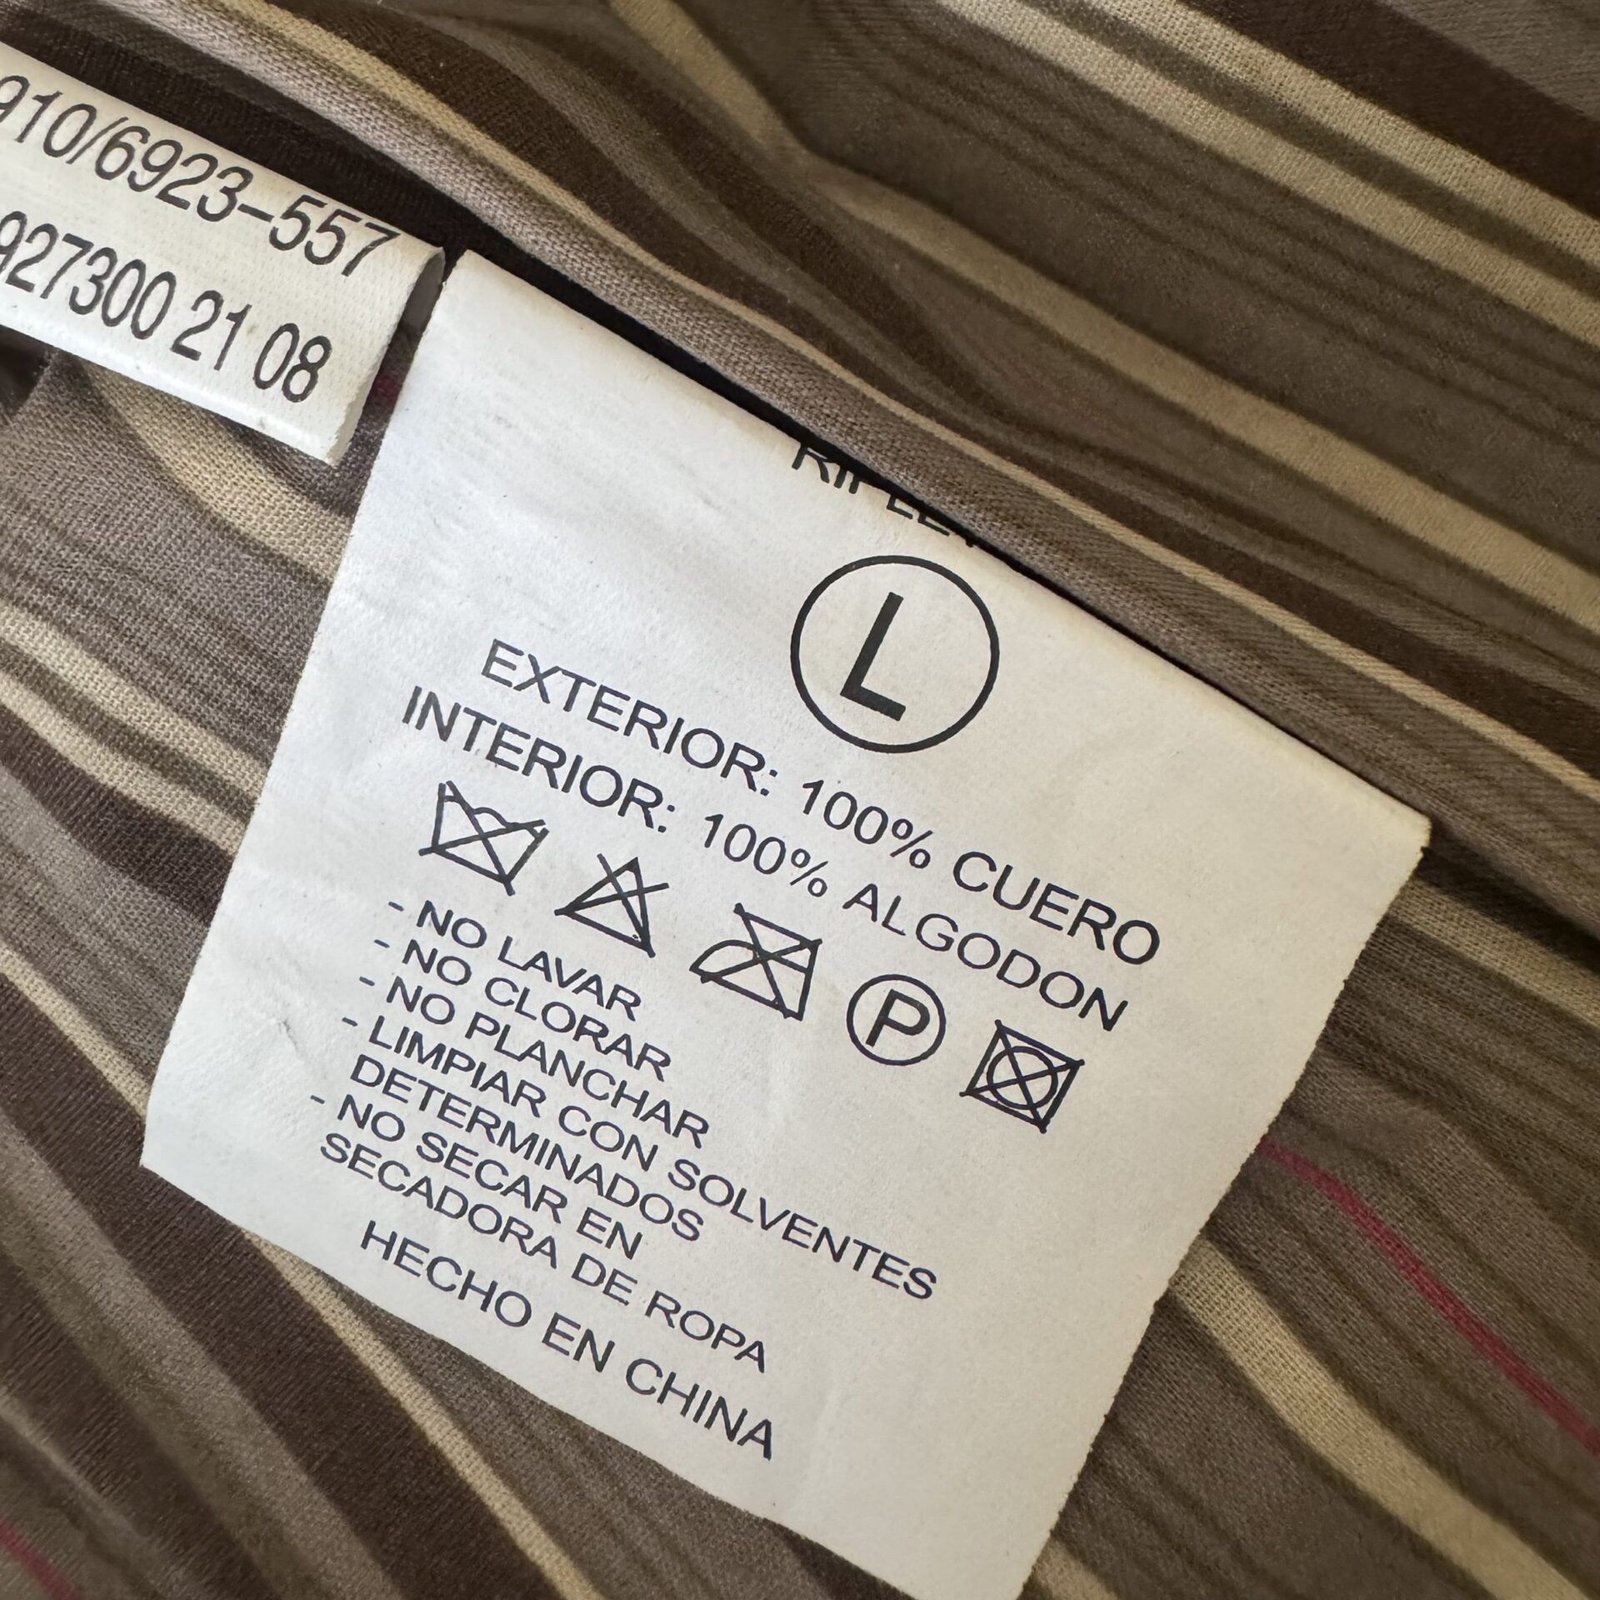 910/6923-557
927300 21 08
L
EXTERIOR: 100% CUERO
INTERIOR: 100% ALGODON
P
- NO LAVAR
- NO CLORAR
- NO PLANCHAR
- LIMPIAR CON SOLVENTES
DETERMINADOS
- NO SECAR EN
SECADORA DE ROPA
HECHO EN CHINA